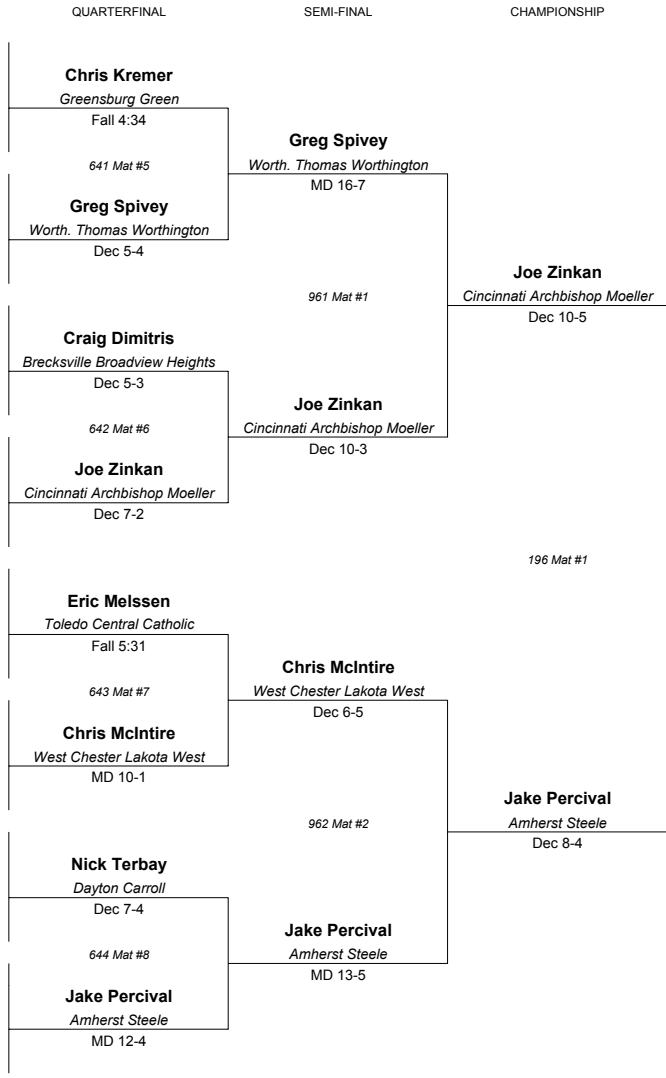 QUARTERFINAL SEMI-FINAL CHAMPIONSHIP
Chris Kremer
Greensburg Green
Fall 4:34
641 Mat #5
Greg Spivey
Worth. Thomas Worthington
Dec 5-4
Craig Dimitris
Brecksville Broadview Heights
Dec 5-3
642 Mat #6
Joe Zinkan
Cincinnati Archbishop Moeller
Dec 7-2
Eric Melssen
Toledo Central Catholic
Fall 5:31
643 Mat #7
Chris McIntire
West Chester Lakota West
MD 10-1
Nick Terbay
Dayton Carroll
Dec 7-4
644 Mat #8
Jake Percival
Amherst Steele
MD 12-4
Greg Spivey
Worth. Thomas Worthington
MD 16-7
961 Mat #1
Joe Zinkan
Cincinnati Archbishop Moeller
Dec 10-3
Chris McIntire
West Chester Lakota West
Dec 6-5
962 Mat #2
Jake Percival
Amherst Steele
MD 13-5
Joe Zinkan
Cincinnati Archbishop Moeller
Dec 10-5
196 Mat #1
Jake Percival
Amherst Steele
Dec 8-4